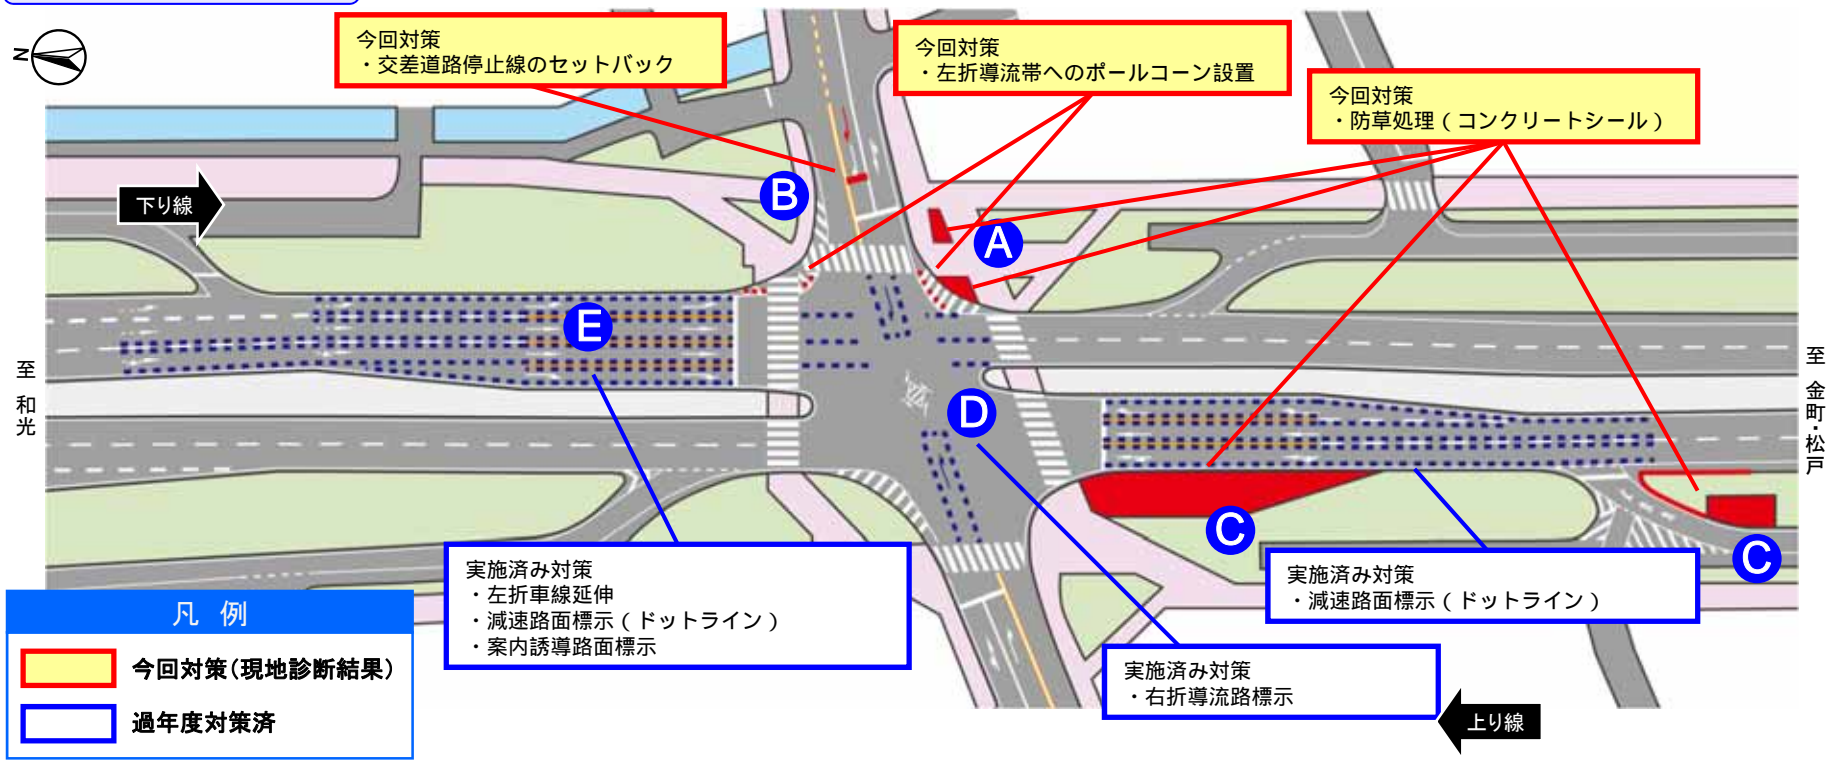 N
今回対策
・交差道路停止線のセットバック
今回対策
・左折導流帯へのポールコーン設置
今回対策
・防草処理（コンクリートシール）
下り線
B
A
E
D
C
C
至 和光
至 金町・松戸
実施済み対策
・左折車線延伸
・減速路面標示（ドットライン）
・案内誘導路面標示
実施済み対策
・減速路面標示（ドットライン）
実施済み対策
・右折導流路標示
上り線
凡 例
今回対策（現地診断結果）
過年度対策済